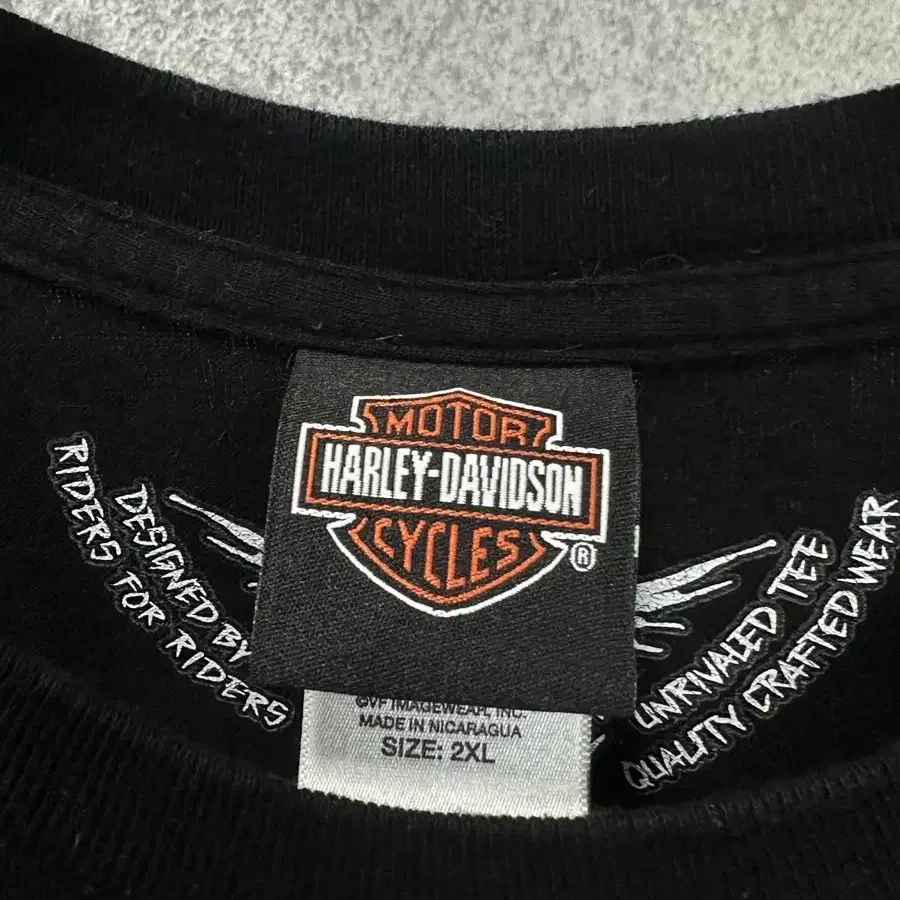 MOTOR
HARLEY-DAVIDSON
CYCLES
®
DESIGNED BY
RIDERS FOR RIDERS
UNRIVALED TEE
QUALITY CRAFTED WEAR
©VF IMAGEWEAR, INC.
MADE IN NICARAGUA
SIZE: 2XL